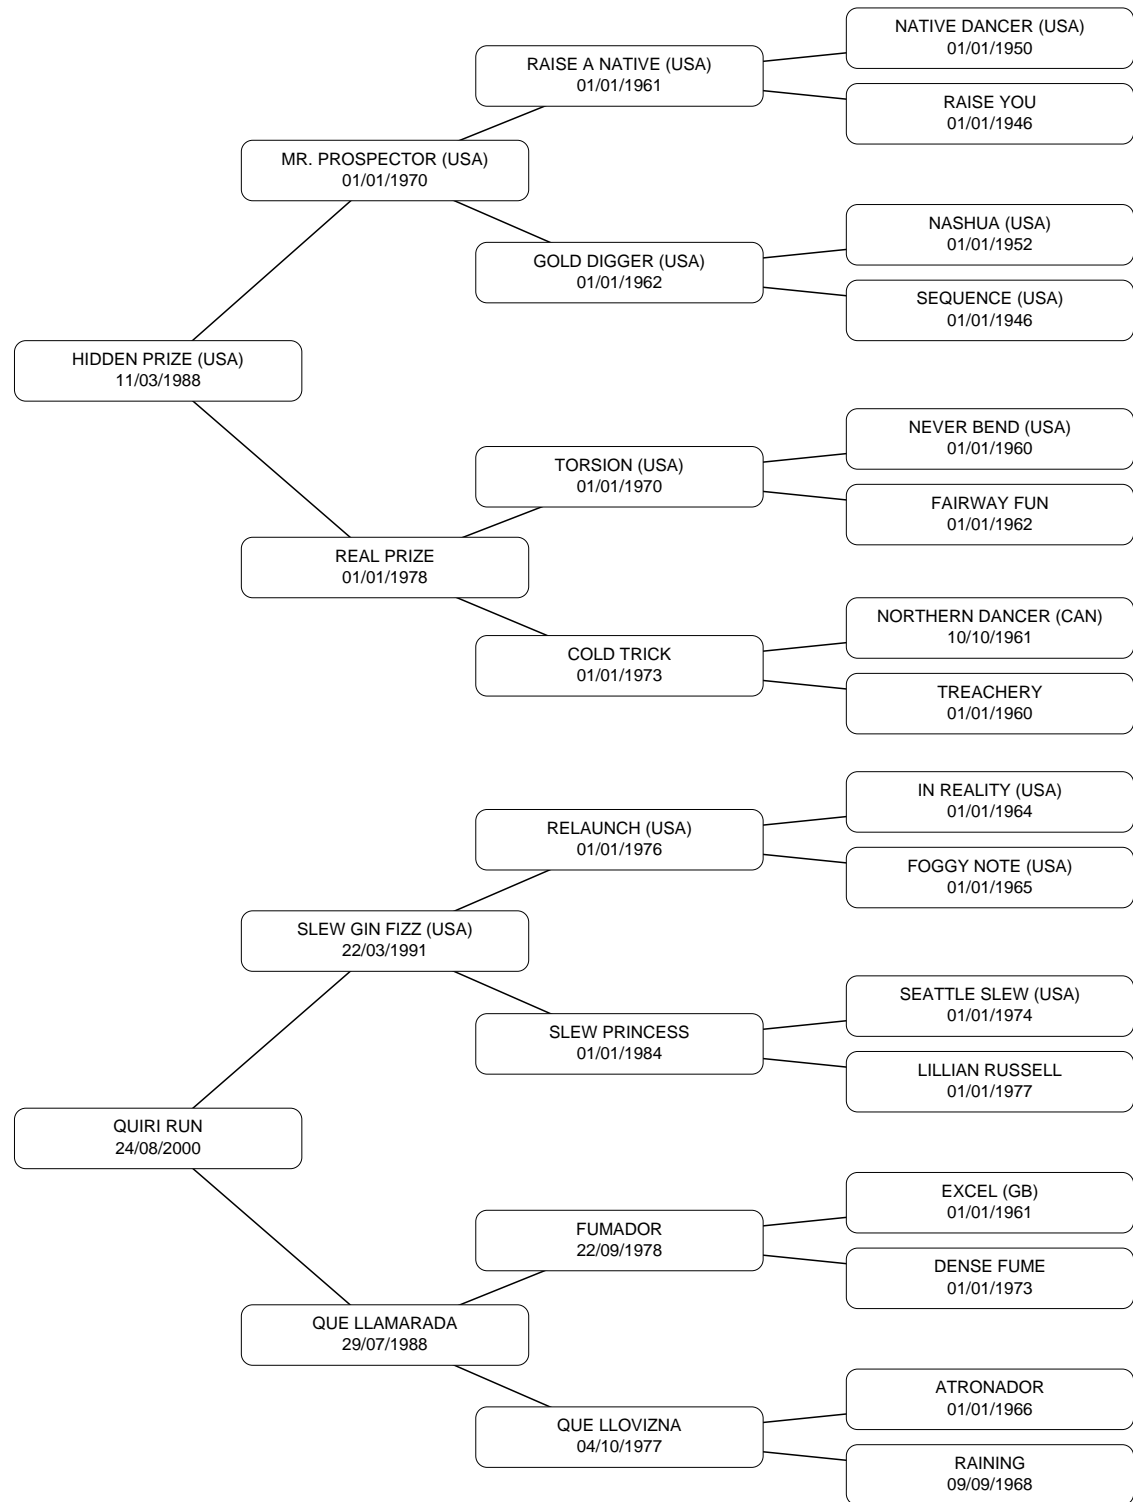 NATIVE DANCER (USA)
01/01/1950
RAISE A NATIVE (USA)
01/01/1961
RAISE YOU
01/01/1946
MR. PROSPECTOR (USA)
01/01/1970
NASHUA (USA)
01/01/1952
GOLD DIGGER (USA)
01/01/1962
SEQUENCE (USA)
01/01/1946
HIDDEN PRIZE (USA)
11/03/1988
NEVER BEND (USA)
01/01/1960
TORSION (USA)
01/01/1970
FAIRWAY FUN
01/01/1962
REAL PRIZE
01/01/1978
NORTHERN DANCER (CAN)
10/10/1961
COLD TRICK
01/01/1973
TREACHERY
01/01/1960
IN REALITY (USA)
01/01/1964
RELAUNCH (USA)
01/01/1976
FOGGY NOTE (USA)
01/01/1965
SLEW GIN FIZZ (USA)
22/03/1991
SEATTLE SLEW (USA)
01/01/1974
SLEW PRINCESS
01/01/1984
LILLIAN RUSSELL
01/01/1977
QUIRI RUN
24/08/2000
EXCEL (GB)
01/01/1961
FUMADOR
22/09/1978
DENSE FUME
01/01/1973
QUE LLAMARADA
29/07/1988
ATRONADOR
01/01/1966
QUE LLOVIZNA
04/10/1977
RAINING
09/09/1968